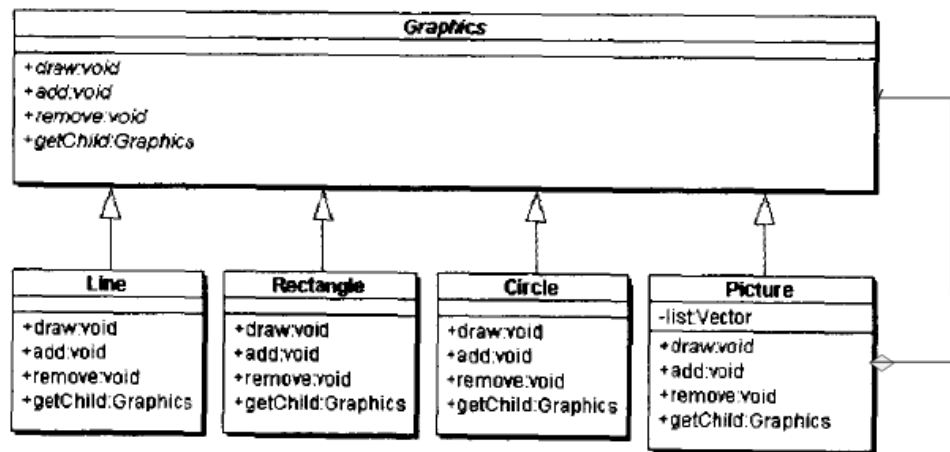 Graphics
+draw:void
+add:void
+remove:void
+getChild:Graphics
Line
+draw:void
+add:void
+remove:void
+getChild:Graphics
Rectangle
+draw:void
+add:void
+remove:void
+getChild:Graphics
Circle
+draw:void
+add:void
+remove:void
+getChild:Graphics
Picture
-list:Vector
+draw:void
+add:void
+remove:void
+getChild:Graphics